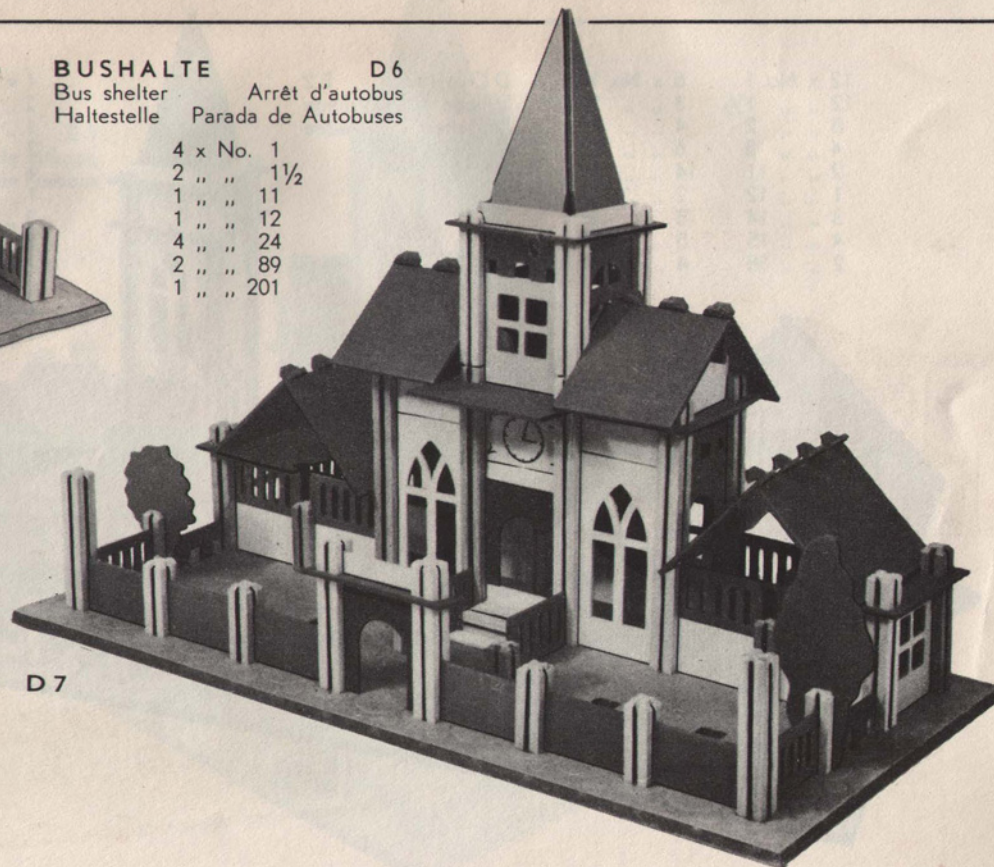 BUSHALTE D6
Bus shelter Arrêt d'autobus
Haltestelle Parada de Autobuses
4 x No. 1
2 „ „ 1½
1 „ „ 11
1 „ „ 12
4 „ „ 24
2 „ „ 89
1 „ „ 201
D7